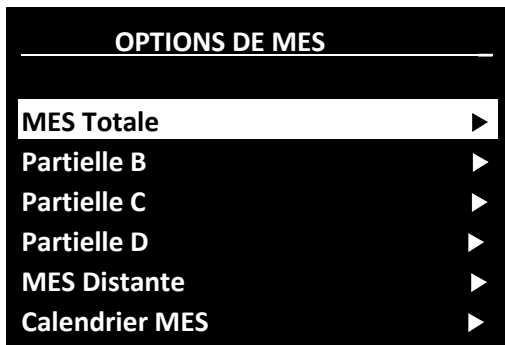 OPTIONS DE MES
MES Totale
Partielle B
Partielle C
Partielle D
MES Distante
Calendrier MES